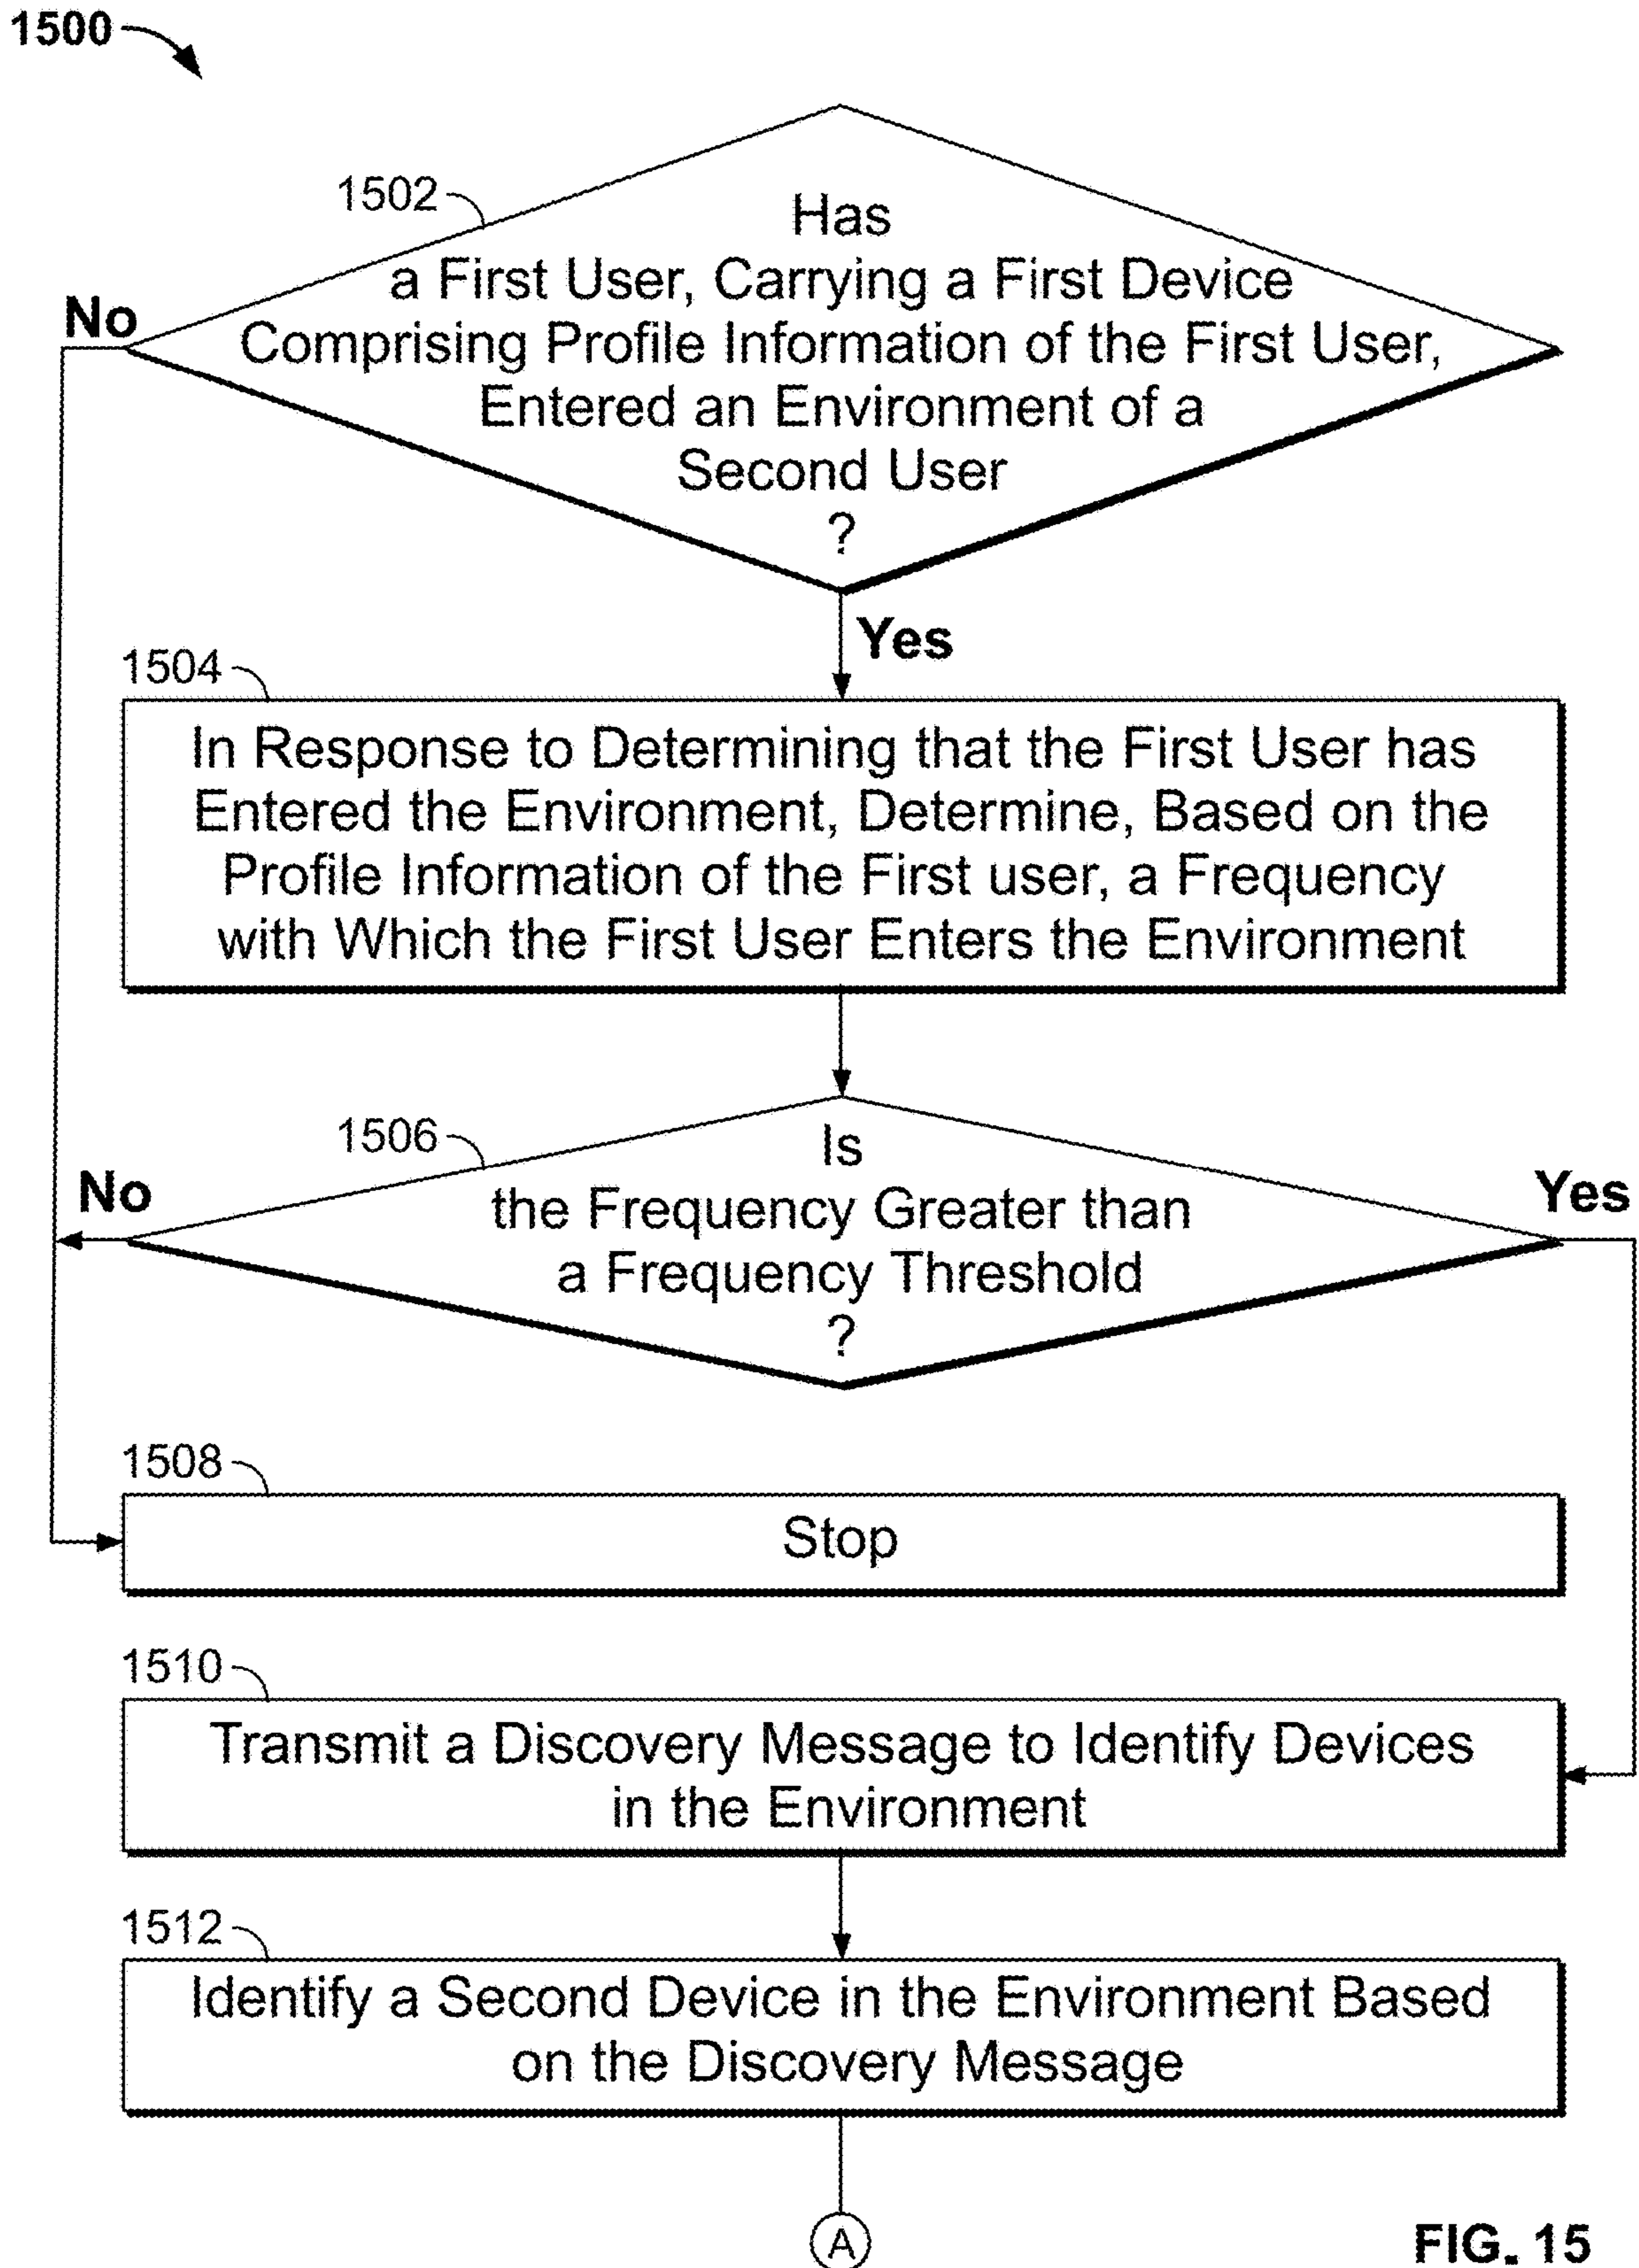 1500
1502
Has
a First User, Carrying a First Device
Comprising Profile Information of the First User,
Entered an Environment of a
Second User
?
No
Yes
1504
In Response to Determining that the First User has
Entered the Environment, Determine, Based on the
Profile Information of the First user, a Frequency
with Which the First User Enters the Environment
1506
Is
the Frequency Greater than
a Frequency Threshold
?
No
Yes
1508
Stop
1510
Transmit a Discovery Message to Identify Devices
in the Environment
1512
Identify a Second Device in the Environment Based
on the Discovery Message
A
FIG. 15